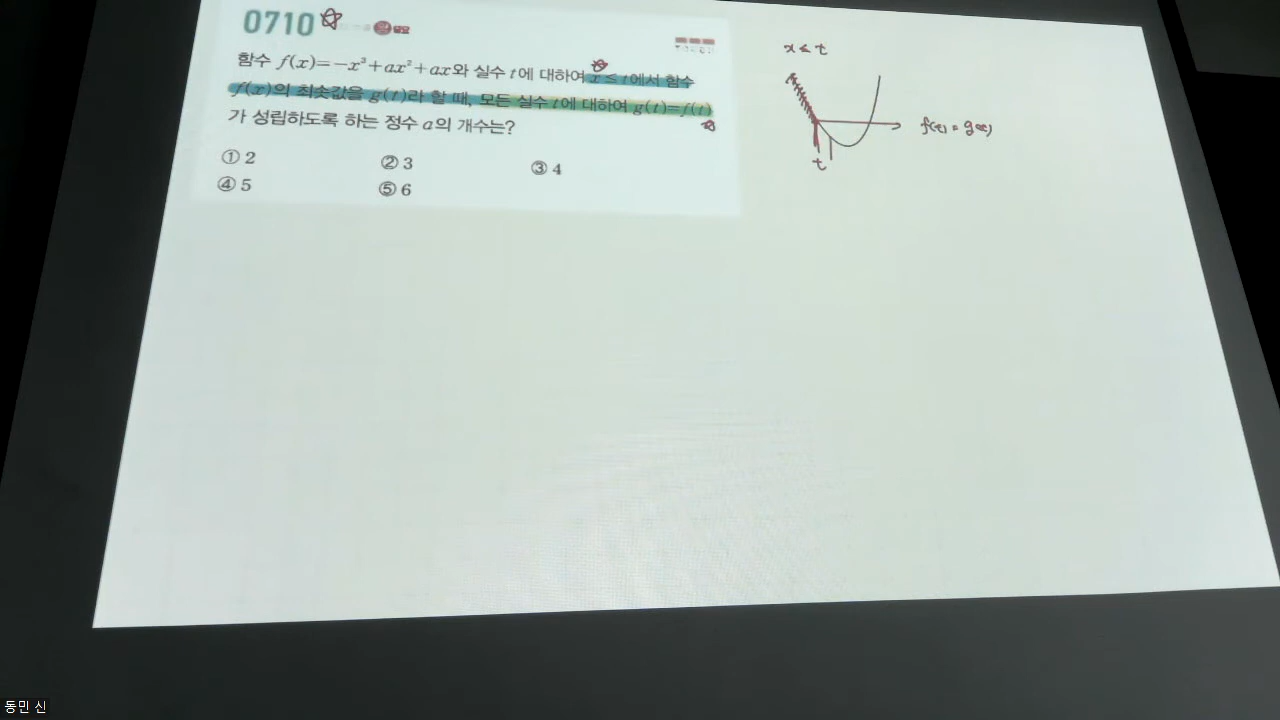 0710
함수 f(x)=-x³+ax²+ax와 실수 t에 대하여 x≤t에서 함수
f(x)의 최솟값을 g(t)라 할 때, 모든 실수 t에 대하여 g(t)=f(t)
가 성립하도록 하는 정수 a의 개수는?
① 2 ② 3 ③ 4
④ 5 ⑤ 6
x≤t
t
f(t)=g(t)
동민 신